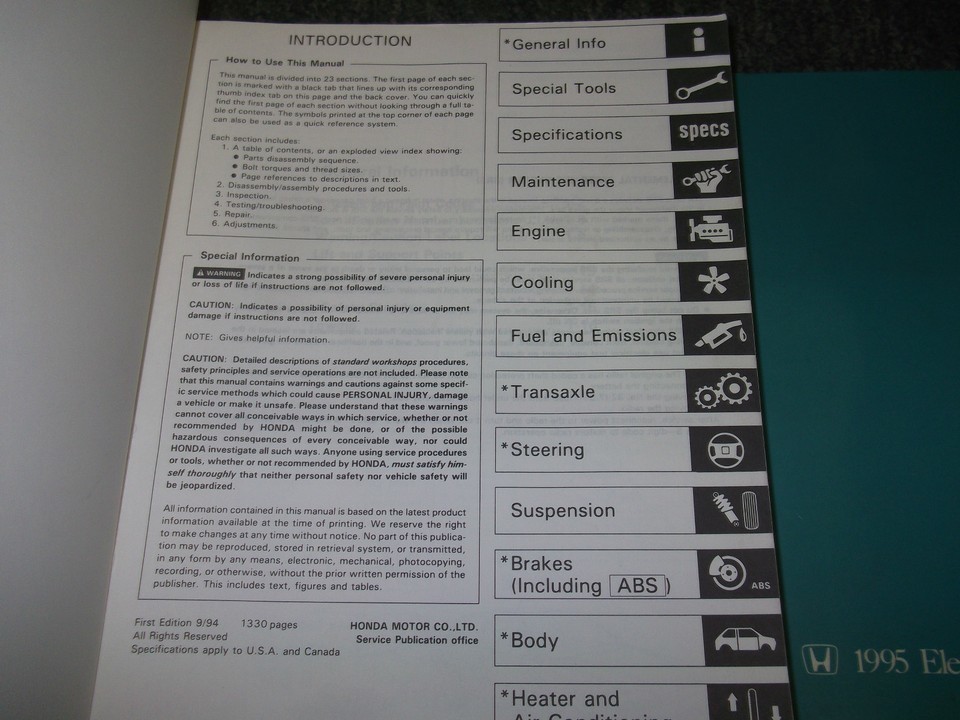 INTRODUCTION
How to Use This Manual
This manual is divided into 23 sections. The first page of each sec-
tion is marked with a black tab that lines up with its corresponding
thumb index tab on this page and the back cover. You can quickly
find the first page of each section without looking through a full ta-
ble of contents. The symbols printed at the top corner of each page
can also be used as a quick reference system.
Each section includes:
1. A table of contents, or an exploded view index showing:
● Parts disassembly sequence.
● Bolt torques and thread sizes.
● Page references to descriptions in text.
2. Disassembly/assembly procedures and tools.
3. Inspection.
4. Testing/troubleshooting.
5. Repair.
6. Adjustments.
Special Information
⚠ WARNING Indicates a strong possibility of severe personal injury
or loss of life if instructions are not followed.
CAUTION: Indicates a possibility of personal injury or equipment
damage if instructions are not followed.
NOTE: Gives helpful information.
CAUTION: Detailed descriptions of standard workshops procedures,
safety principles and service operations are not included. Please note
that this manual contains warnings and cautions against some specif-
ic service methods which could cause PERSONAL INJURY, damage
a vehicle or make it unsafe. Please understand that these warnings
cannot cover all conceivable ways in which service, whether or not
recommended by HONDA might be done, or of the possible
hazardous consequences of every conceivable way, nor could
HONDA investigate all such ways. Anyone using service procedures
or tools, whether or not recommended by HONDA, must satisfy him-
self thoroughly that neither personal safety nor vehicle safety will
be jeopardized.
All information contained in this manual is based on the latest product
information available at the time of printing. We reserve the right
to make changes at any time without notice. No part of this publica-
tion may be reproduced, stored in retrieval system, or transmitted,
in any form by any means, electronic, mechanical, photocopying,
recording, or otherwise, without the prior written permission of the
publisher. This includes text, figures and tables.
First Edition 9/94 1330 pages
All Rights Reserved
Specifications apply to U.S.A. and Canada
HONDA MOTOR CO.,LTD.
Service Publication office
*General Info
i
Special Tools
Specifications
specs
Maintenance
Engine
Cooling
Fuel and Emissions
*Transaxle
*Steering
Suspension
*Brakes
(Including ABS)
ABS
*Body
*Heater and
Air Conditioning
1995 Ele